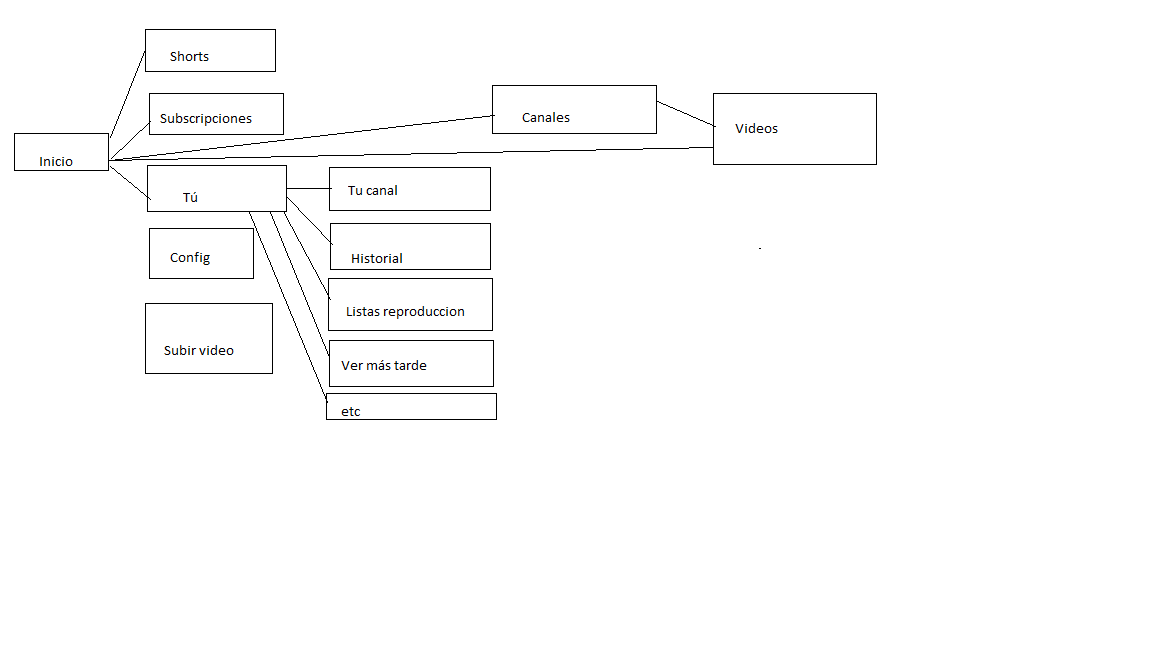 Shorts
Subscripciones
Canales
Videos
Inicio
Tú
Tu canal
Config
Historial
Listas reproduccion
Subir video
Ver más tarde
etc